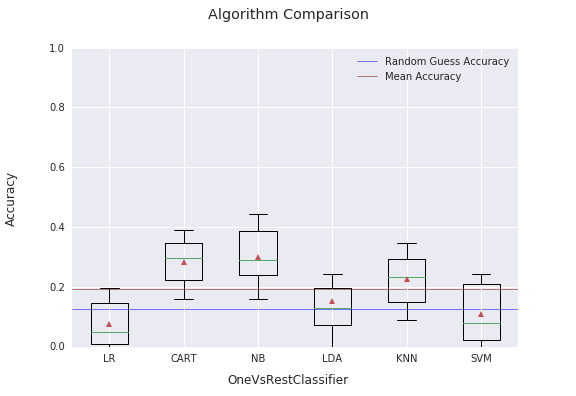 Algorithm Comparison
1.0
0.8
0.6
0.4
0.2
0.0
Accuracy
Random Guess Accuracy
Mean Accuracy
LR CART NB LDA KNN SVM
OneVsRestClassifier